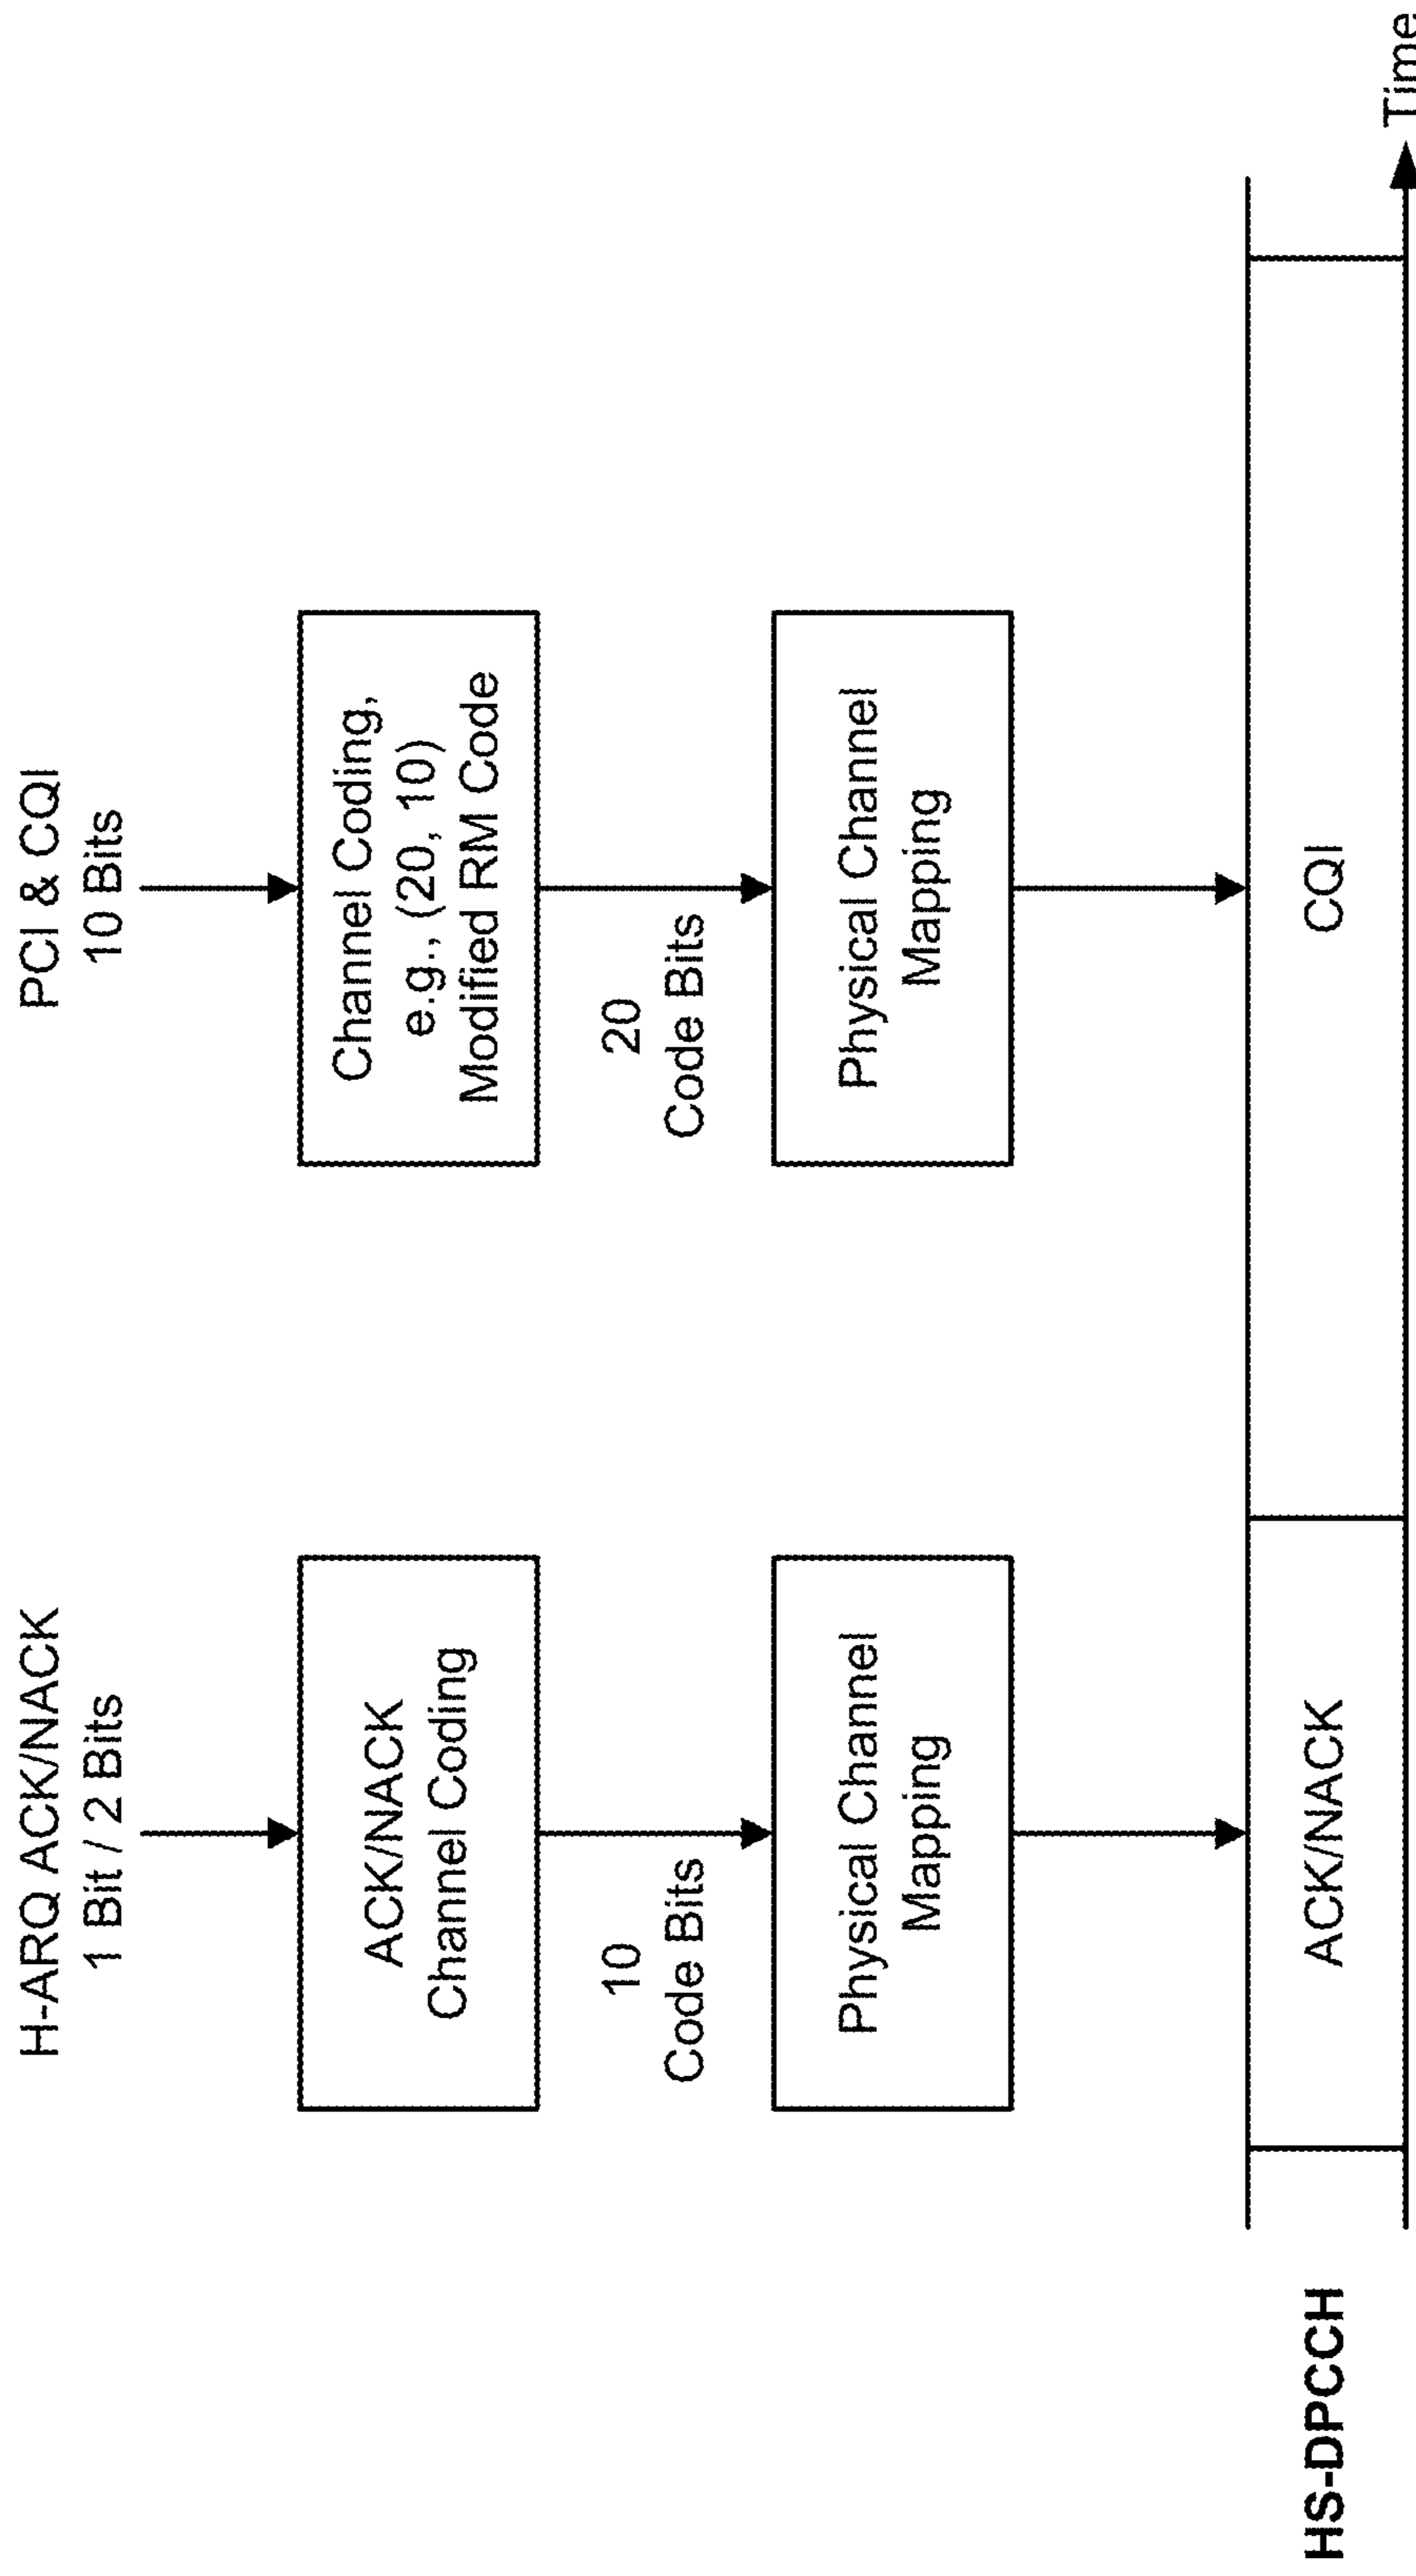 H-ARQ ACK/NACK
1 Bit / 2 Bits
ACK/NACK
Channel Coding
10
Code Bits
Physical Channel
Mapping
PCI & CQI
10 Bits
Channel Coding,
e.g., (20, 10)
Modified RM Code
20
Code Bits
Physical Channel
Mapping
HS-DPCCH
ACK/NACK
CQI
Time